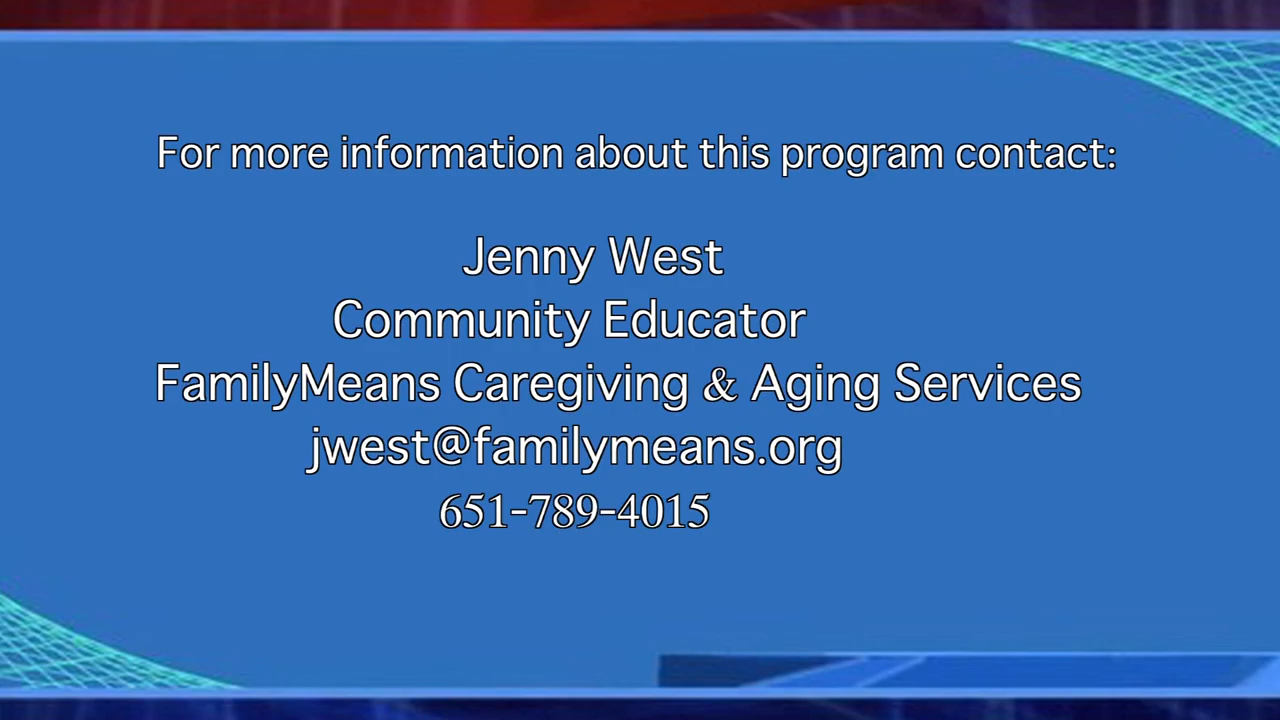 For more information about this program contact:
Jenny West
Community Educator
FamilyMeans Caregiving & Aging Services
jwest@familymeans.org
651-789-4015